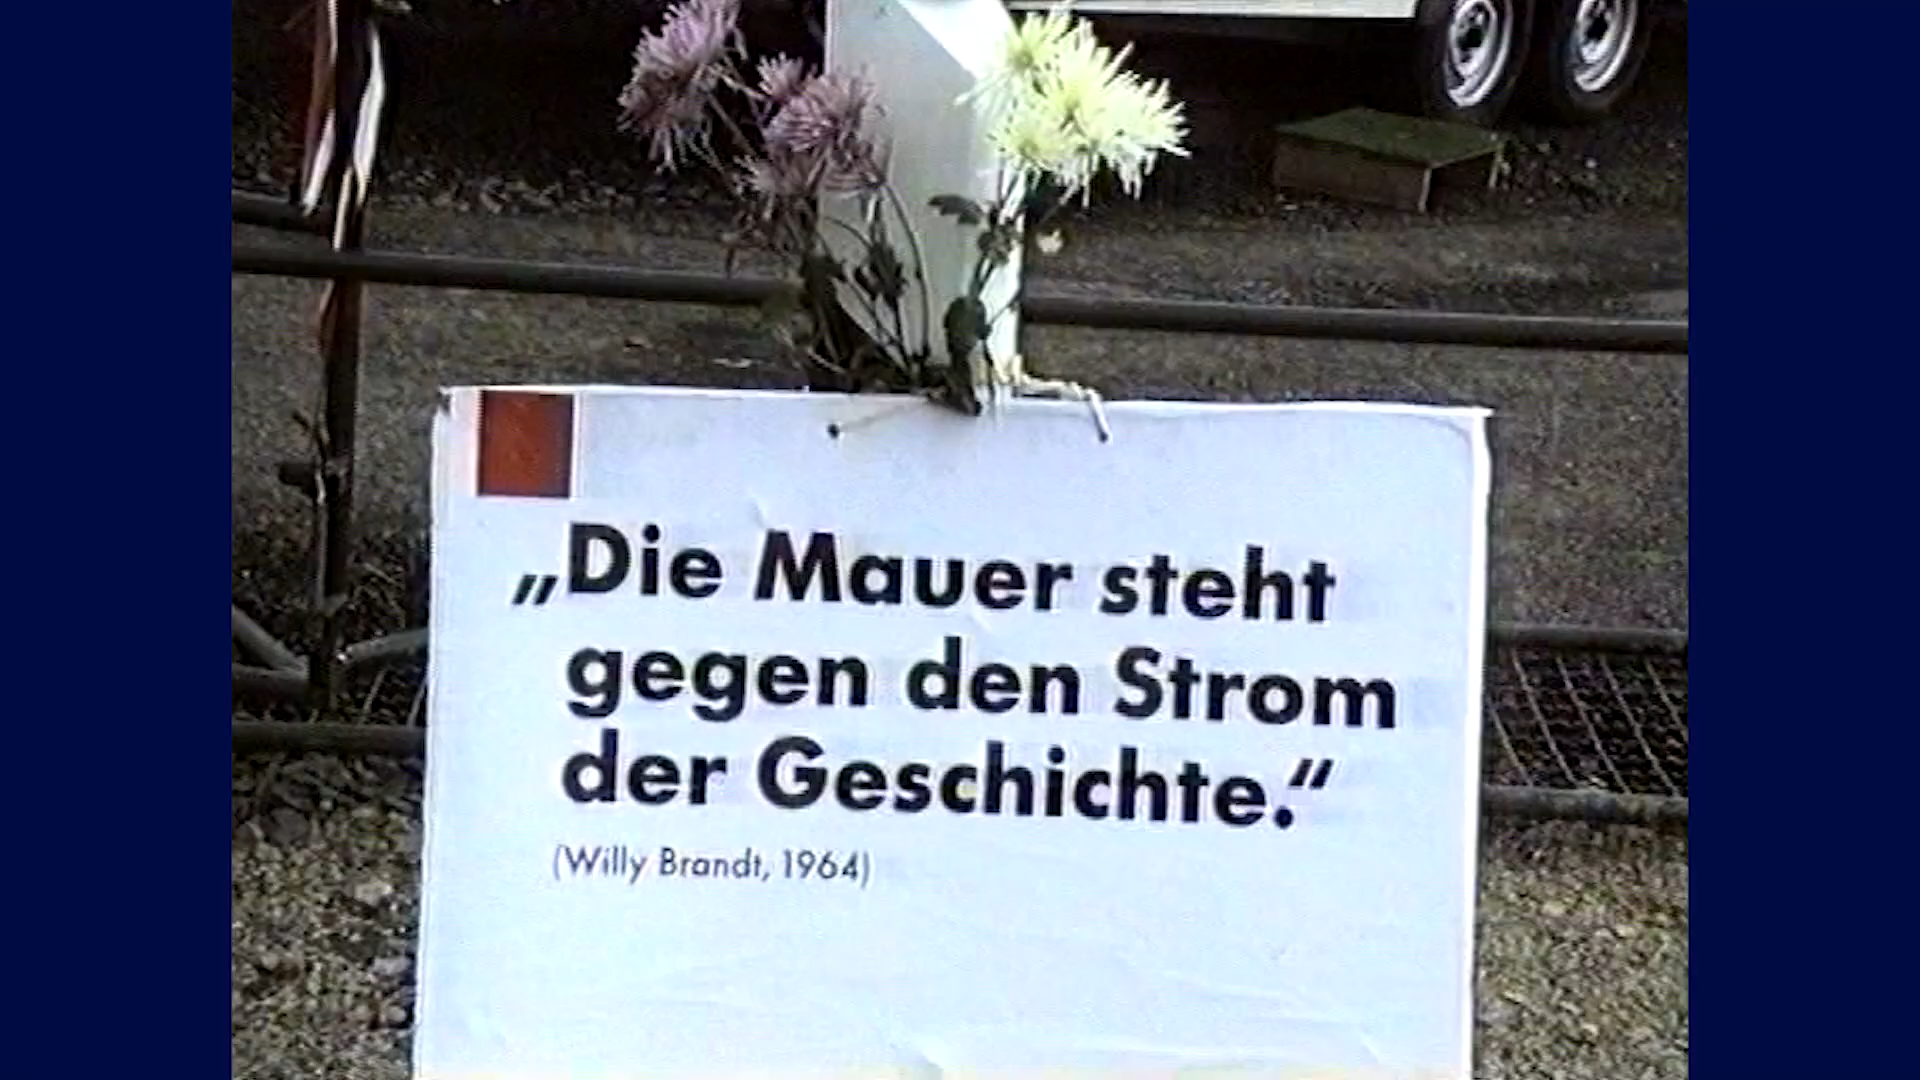 „Die Mauer steht
gegen den Strom
der Geschichte.“
(Willy Brandt, 1964)